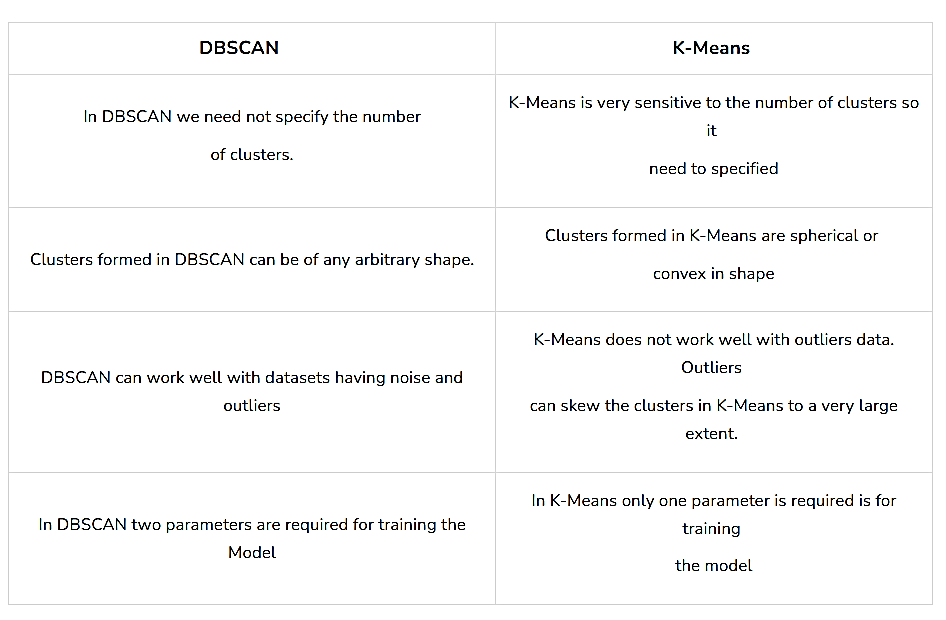 DBSCAN
K-Means
In DBSCAN we need not specify the number
of clusters.
K-Means is very sensitive to the number of clusters so
it
need to specified
Clusters formed in DBSCAN can be of any arbitrary shape.
Clusters formed in K-Means are spherical or
convex in shape
DBSCAN can work well with datasets having noise and
outliers
K-Means does not work well with outliers data.
Outliers
can skew the clusters in K-Means to a very large
extent.
In DBSCAN two parameters are required for training the
Model
In K-Means only one parameter is required is for
training
the model